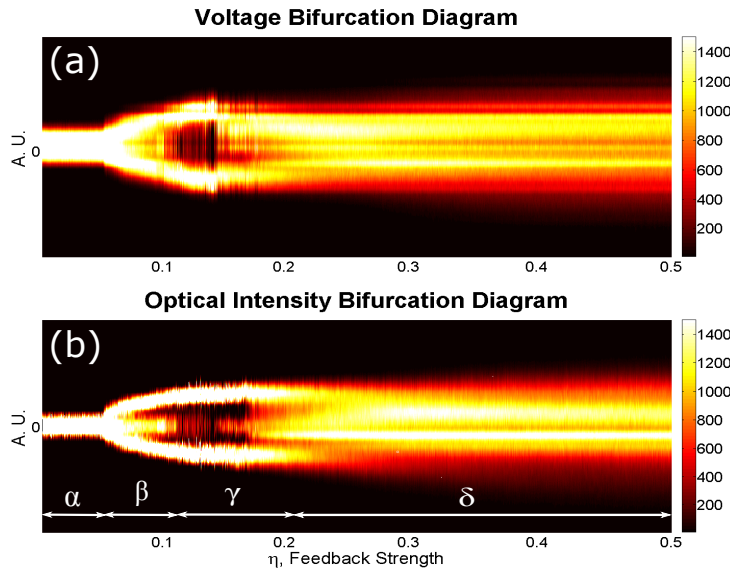 Voltage Bifurcation Diagram
(a)
A. U.
0
0.1 0.2 0.3 0.4 0.5
1400
1200
1000
800
600
400
200
Optical Intensity Bifurcation Diagram
(b)
A. U.
0
α β γ δ
0.1 0.2 0.3 0.4 0.5
η, Feedback Strength
1400
1200
1000
800
600
400
200